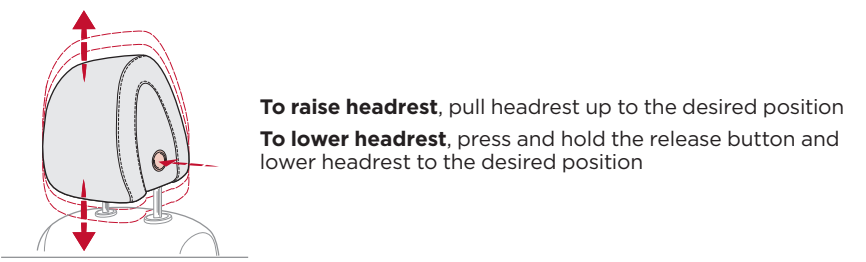 To raise headrest, pull headrest up to the desired position
To lower headrest, press and hold the release button and
lower headrest to the desired position